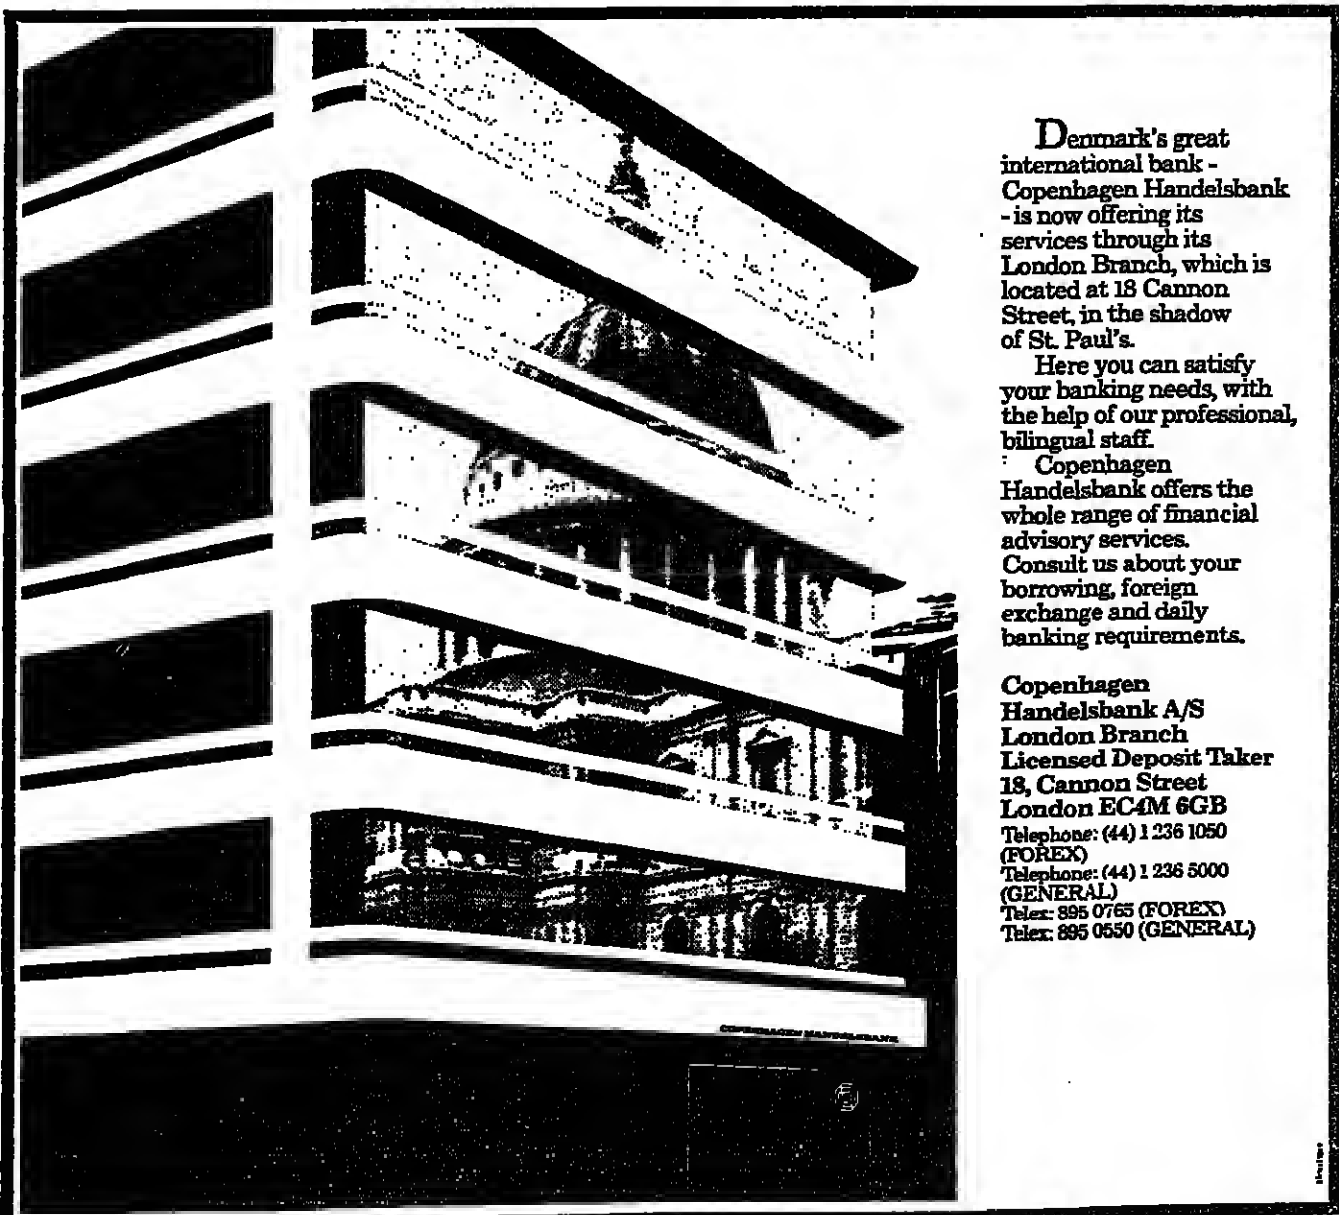 COPENHAGEN HANDELSBANK
Denmark's great
international bank -
Copenhagen Handelsbank
- is now offering its
services through its
London Branch, which is
located at 18 Cannon
Street, in the shadow
of St. Paul's.
Here you can satisfy
your banking needs, with
the help of our professional,
bilingual staff.
Copenhagen
Handelsbank offers the
whole range of financial
advisory services.
Consult us about your
borrowing, foreign
exchange and daily
banking requirements.
Copenhagen
Handelsbank A/S
London Branch
Licensed Deposit Taker
18, Cannon Street
London EC4M 6GB
Telephone: (44) 1 236 1050
(FOREX)
Telephone: (44) 1 236 5000
(GENERAL)
Telex: 895 0765 (FOREX)
Telex: 895 0550 (GENERAL)